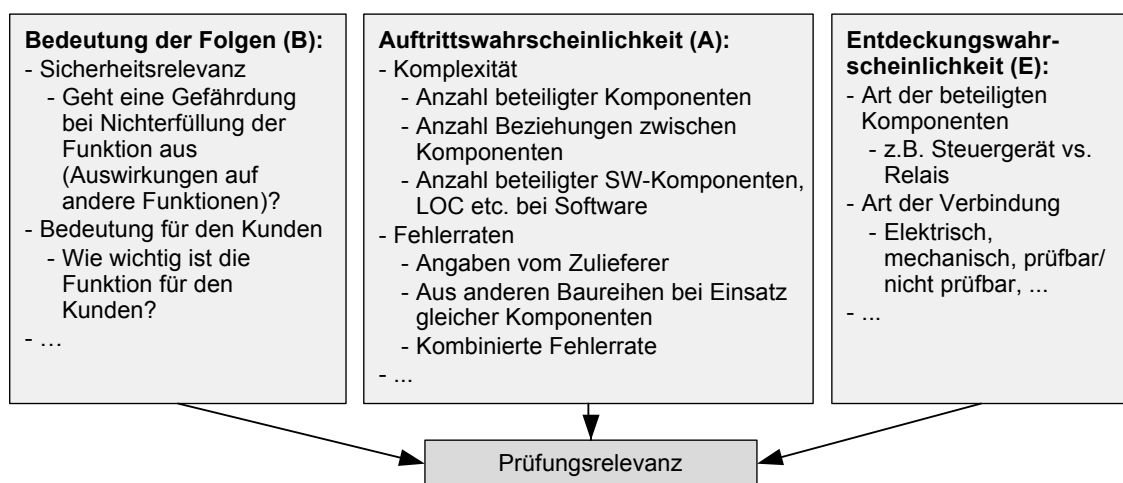 Bedeutung der Folgen (B):
- Sicherheitsrelevanz
- Geht eine Gefährdung
bei Nichterfüllung der
Funktion aus
(Auswirkungen auf
andere Funktionen)?
- Bedeutung für den Kunden
- Wie wichtig ist die
Funktion für den
Kunden?
- …
Auftrittswahrscheinlichkeit (A):
- Komplexität
- Anzahl beteiligter Komponenten
- Anzahl Beziehungen zwischen
Komponenten
- Anzahl beteiligter SW-Komponenten,
LOC etc. bei Software
- Fehlerraten
- Angaben vom Zulieferer
- Aus anderen Baureihen bei Einsatz
gleicher Komponenten
- Kombinierte Fehlerrate
- ...
Entdeckungswahr-
scheinlichkeit (E):
- Art der beteiligten
Komponenten
- z.B. Steuergerät vs.
Relais
- Art der Verbindung
- Elektrisch,
mechanisch, prüfbar/
nicht prüfbar, ...
- ...
Prüfungsrelevanz